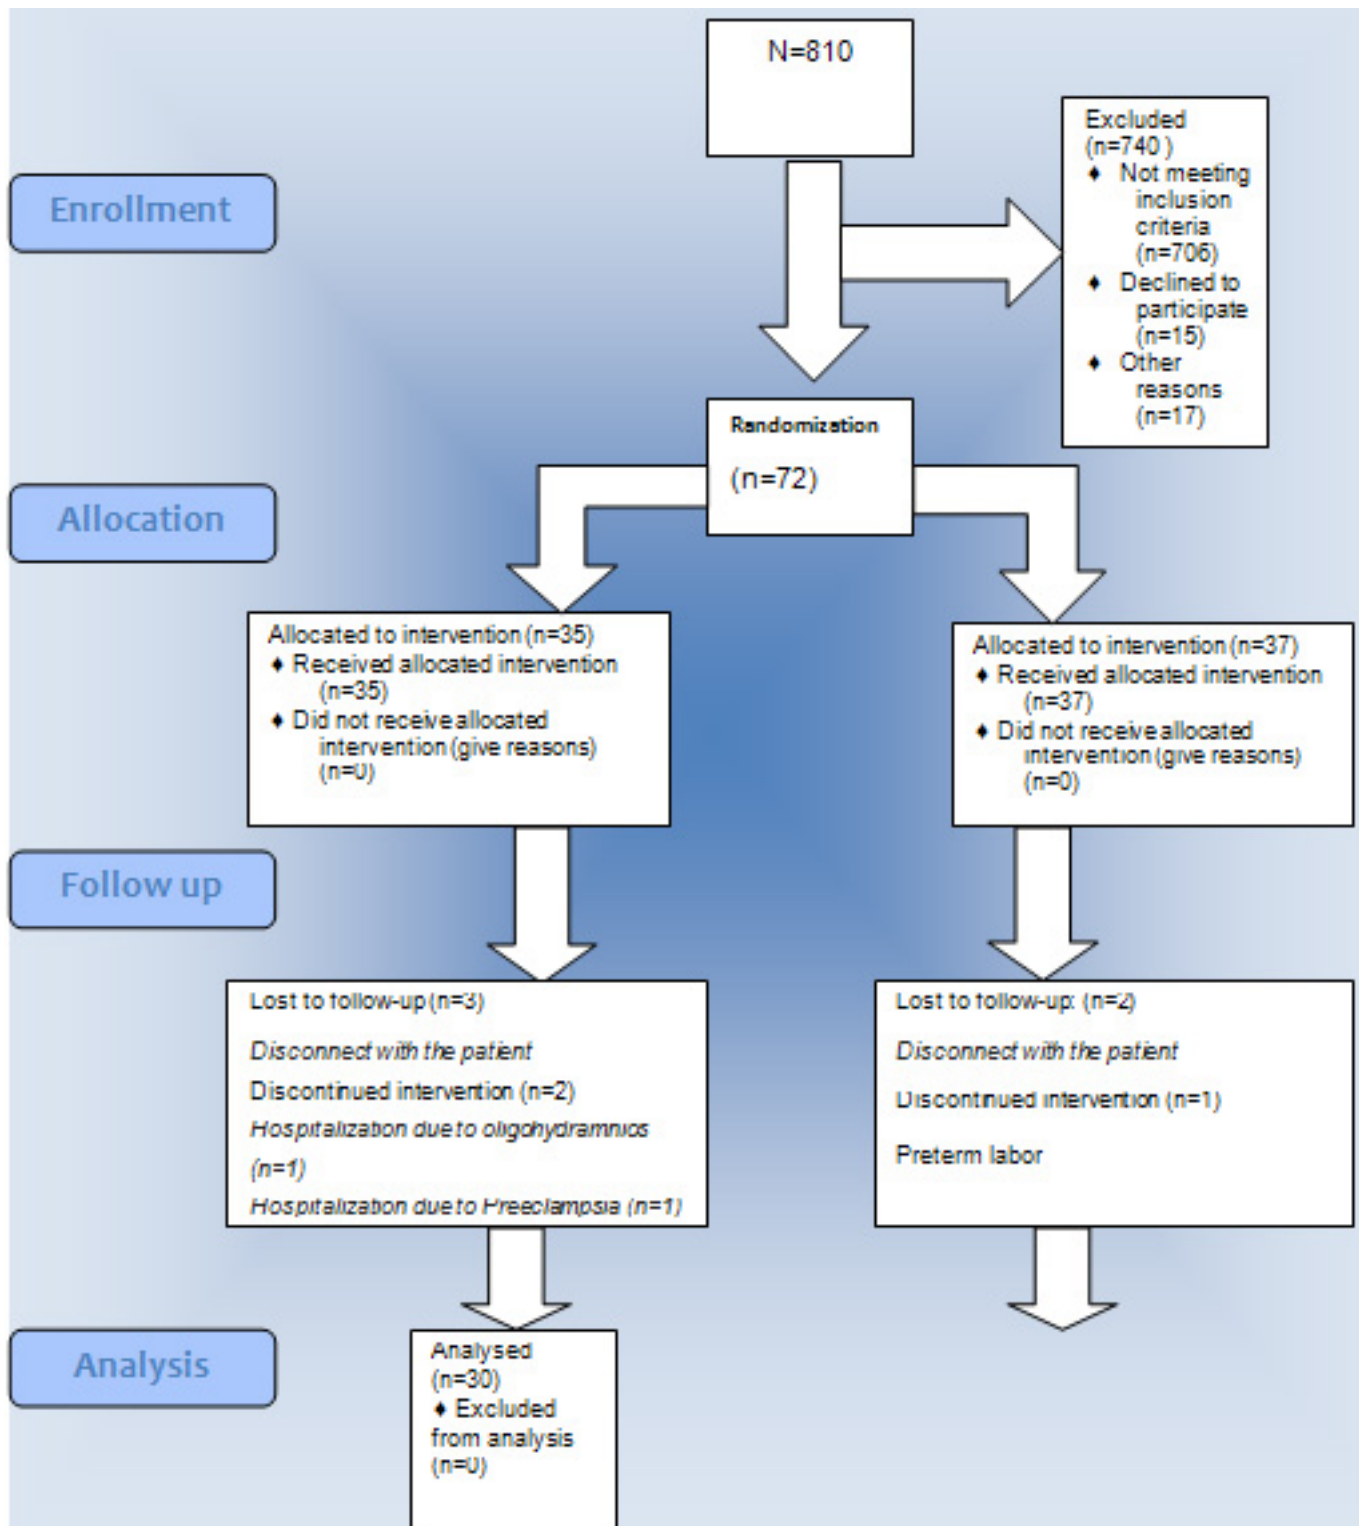 N=810
Excluded
(n=740 )
♦ Not meeting
inclusion
criteria
(n=706)
♦ Declined to
participate
(n=15)
♦ Other
reasons
(n=17)
Enrollment
Randomization
(n=72)
Allocation
Allocated to intervention (n=35)
♦ Received allocated intervention
(n=35)
♦ Did not receive allocated
intervention (give reasons)
(n=0)
Allocated to intervention (n=37)
♦ Received allocated intervention
(n=37)
♦ Did not receive allocated
intervention (give reasons)
(n=0)
Follow up
Lost to follow-up (n=3)
Disconnect with the patient
Discontinued intervention (n=2)
Hospitalization due to oligohydramnios
(n=1)
Hospitalization due to Preeclampsia (n=1)
Lost to follow-up: (n=2)
Disconnect with the patient
Discontinued intervention (n=1)
Preterm labor
Analysis
Analysed
(n=30)
♦ Excluded
from analysis
(n=0)